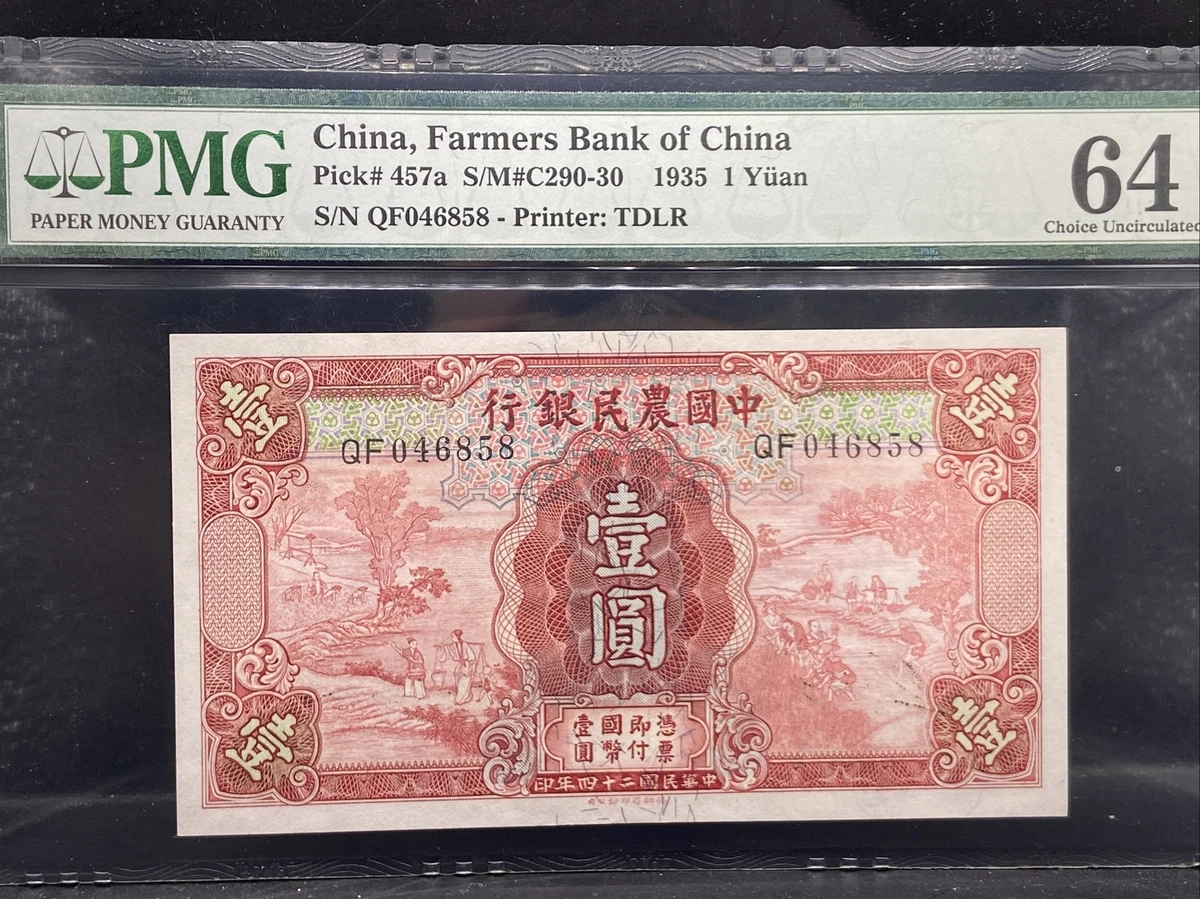 PMG
PAPER MONEY GUARANTY
China, Farmers Bank of China
Pick# 457a S/M#C290-30 1935 1 Yüan
S/N QF046858 - Printer: TDLR
64
Choice Uncirculated
壹
壹
行銀民農國中
QF046858
QF046858
壹
圓
憑票
即付
國幣
壹圓
壹
壹
印年四十二國民華中